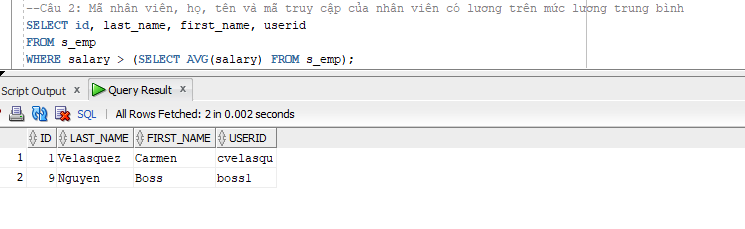 --Câu 2: Mã nhân viên, họ, tên và mã truy cập của nhân viên có lương trên mức lương trung bình
SELECT id, last_name, first_name, userid
FROM s_emp
WHERE salary > (SELECT AVG(salary) FROM s_emp);
Script Output x Query Result x
SQL | All Rows Fetched: 2 in 0.002 seconds
ID LAST_NAME FIRST_NAME USERID
1 1 Velasquez Carmen cvelasqu
2 9 Nguyen Boss boss1